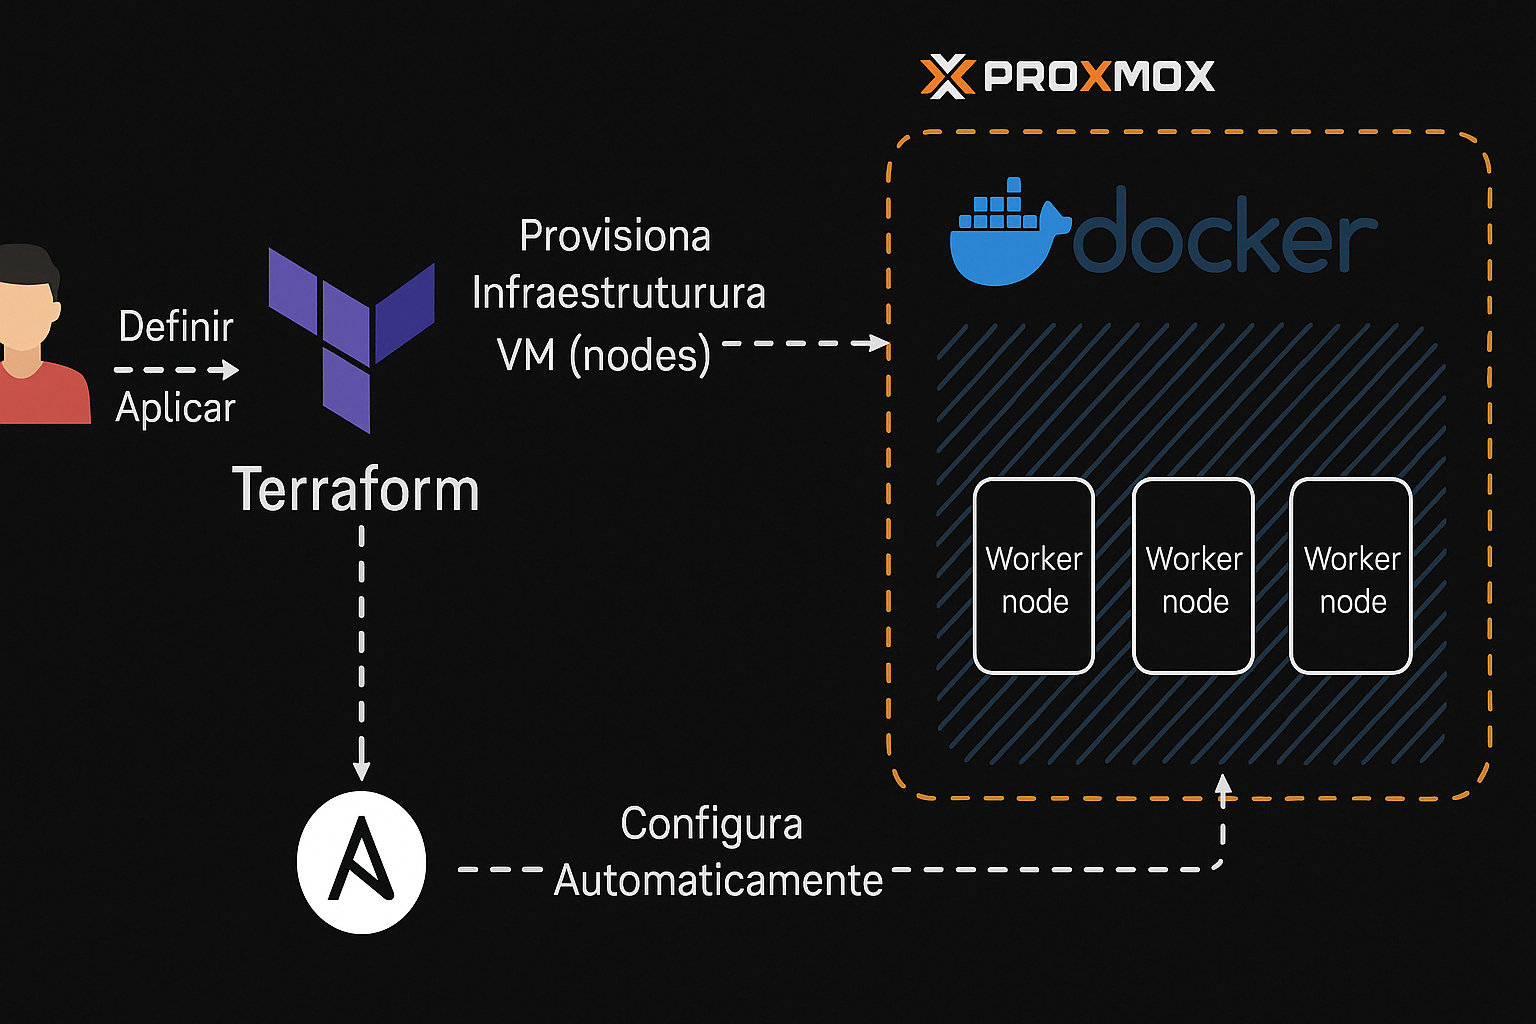 PROXMOX
docker
Definir
Aplicar
Terraform
Provisiona
Infraestruturura
VM (nodes)
Worker
node
Worker
node
Worker
node
Configura
Automaticamente